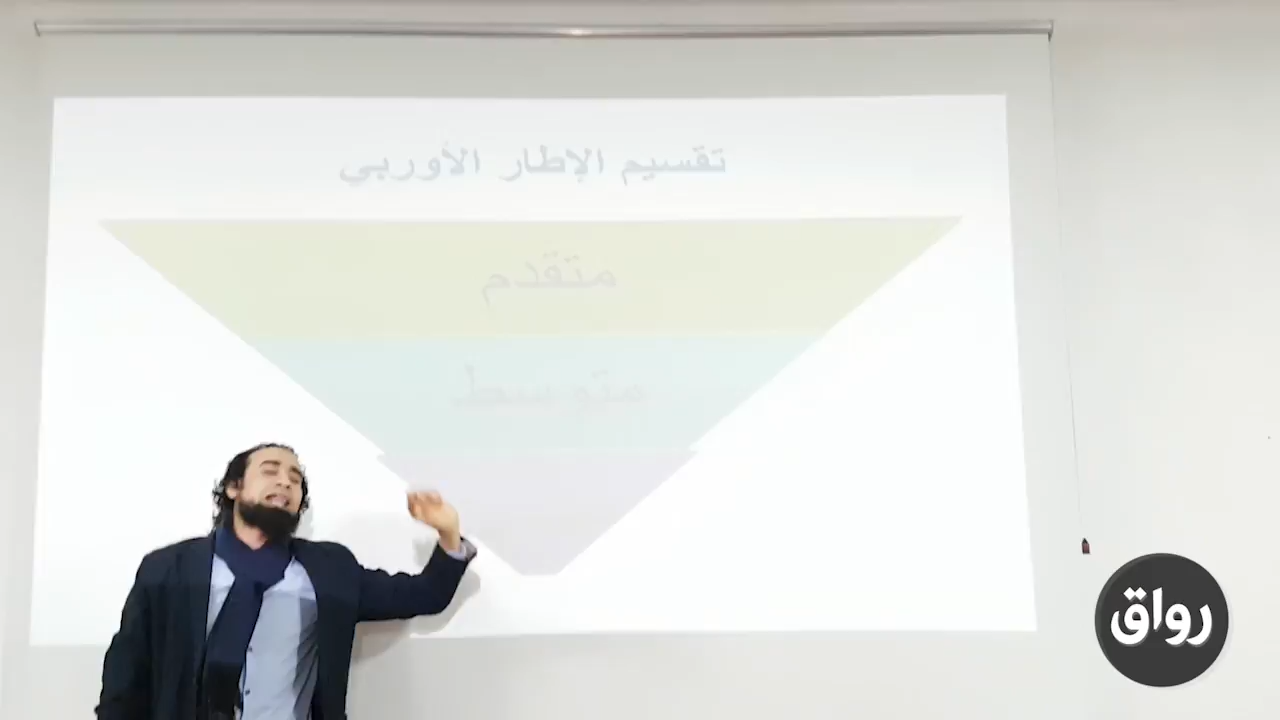 تقسيم الإطار الأوربي
متقدم
متوسط
رواق